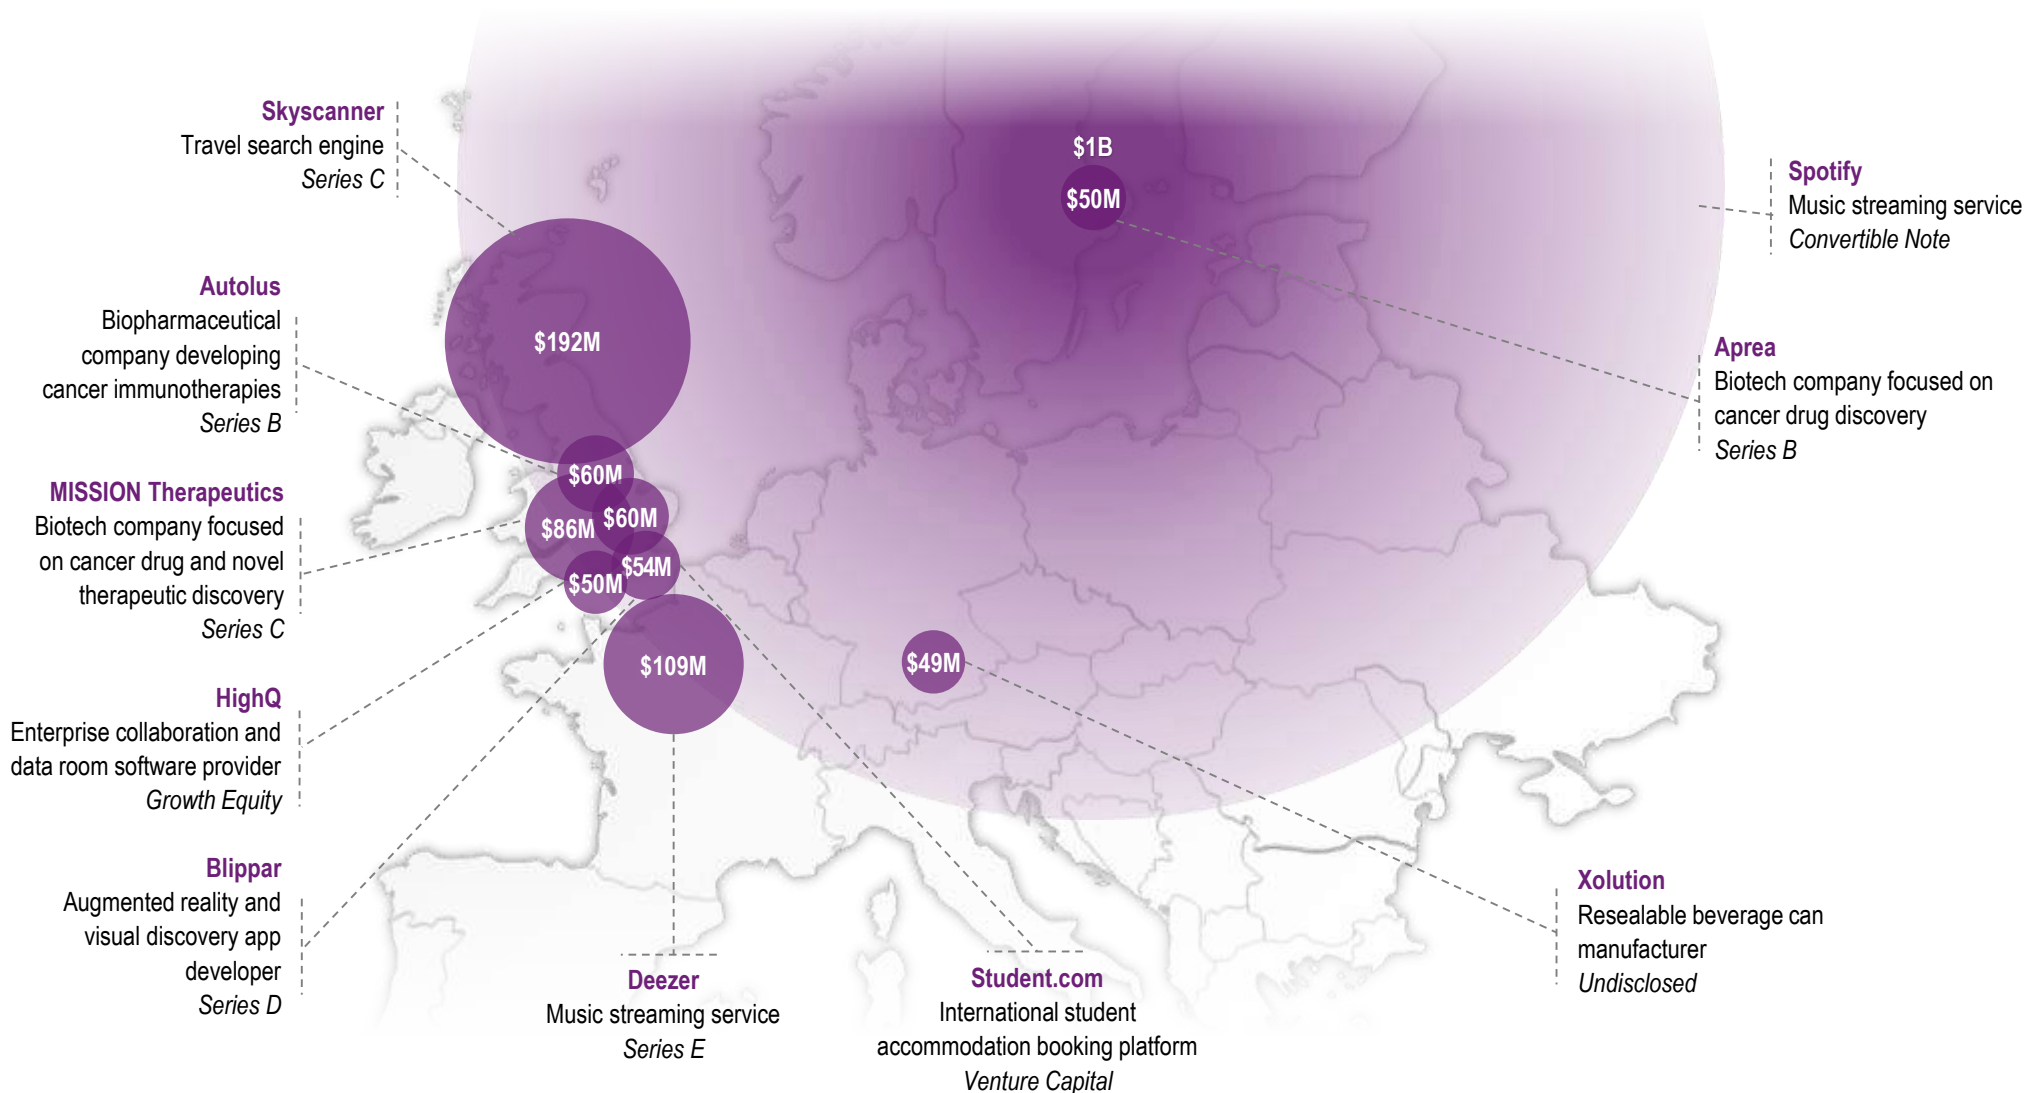 Skyscanner
Travel search engine
Series C
Autolus
Biopharmaceutical
company developing
cancer immunotherapies
Series B
MISSION Therapeutics
Biotech company focused
on cancer drug and novel
therapeutic discovery
Series C
HighQ
Enterprise collaboration and
data room software provider
Growth Equity
Blippar
Augmented reality and
visual discovery app
developer
Series D
$1B
$50M
$192M
$60M
$60M
$86M
$54M
$50M
$109M
$49M
Deezer
Music streaming service
Series E
Student.com
International student
accommodation booking platform
Venture Capital
Spotify
Music streaming service
Convertible Note
Aprea
Biotech company focused on
cancer drug discovery
Series B
Xolution
Resealable beverage can
manufacturer
Undisclosed